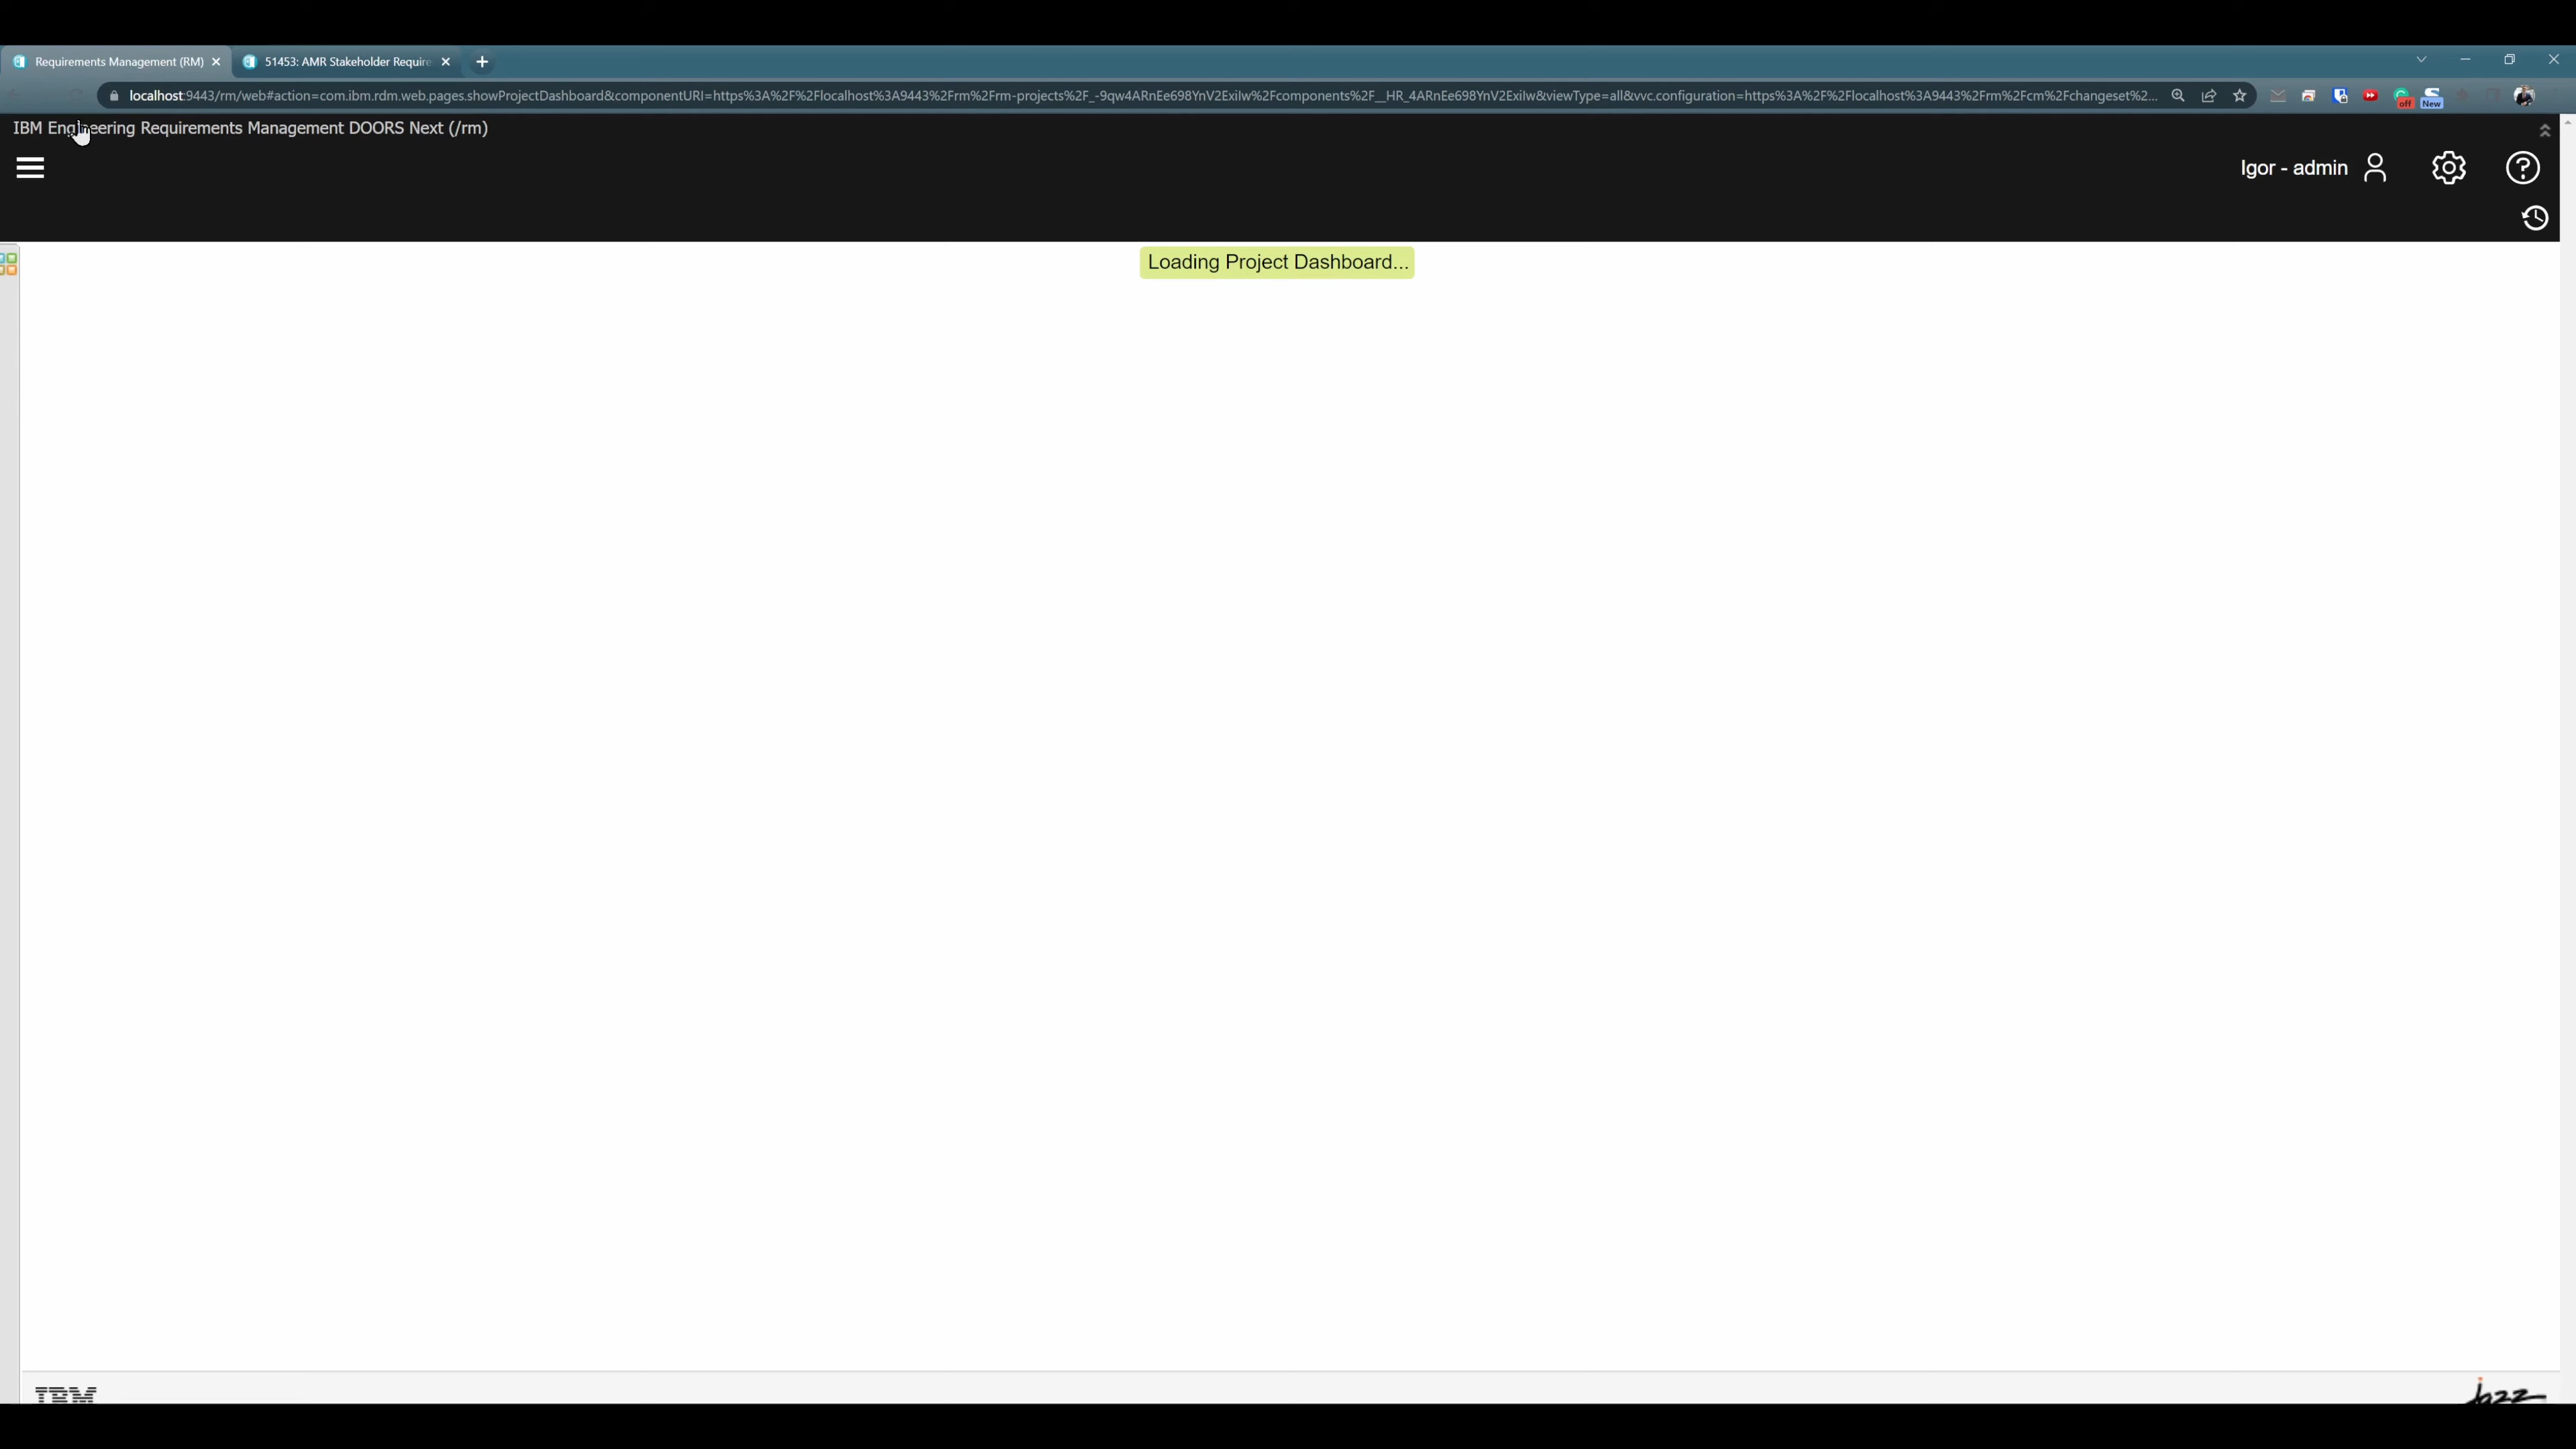 Requirements Management (RM)
51453: AMR Stakeholder Require
localhost:9443/rm/web#action=com.ibm.rdm.web.pages.showProjectDashboard&componentURI=https%3A%2F%2Flocalhost%3A9443%2Frm%2Frm-projects%2F_-9qw4ARnEe698YnV2Exilw%2Fcomponents%2F__HR_4ARnEe698YnV2Exilw&viewType=all&vvc.configuration=https%3A%2F%2Flocalhost%3A9443%2Frm%2Fcm%2Fchangeset%2...
off
New
IBM Engineering Requirements Management DOORS Next (/rm)
Igor - admin
Loading Project Dashboard...
IBM
jazz